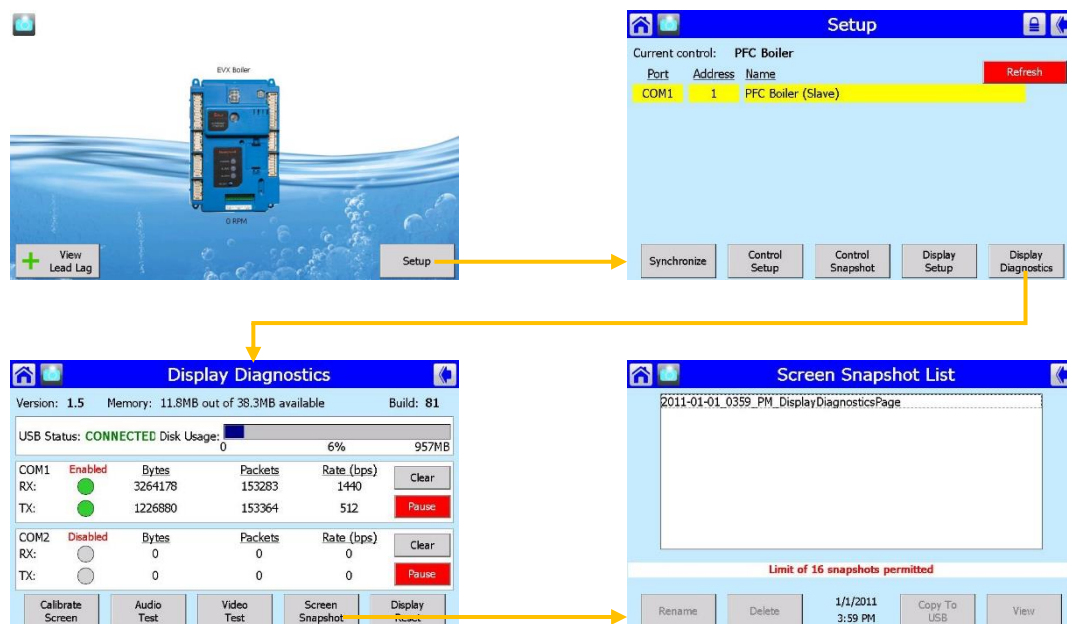 EVX Boiler
0 RPM
View
Lead Lag
Setup
Setup
Current control: PFC Boiler
Port Address Name
Refresh
COM1 1 PFC Boiler (Slave)
Synchronize
Control
Setup
Control
Snapshot
Display
Setup
Display
Diagnostics
Display Diagnostics
Version: 1.5 Memory: 11.8MB out of 38.3MB available Build: 81
USB Status: CONNECTED Disk Usage:
0 6% 957MB
COM1 Enabled Bytes Packets Rate (bps)
Clear
RX: 3264178 153283 1440
TX: 1226880 153364 512 Pause
COM2 Disabled Bytes Packets Rate (bps)
Clear
RX: 0 0 0
TX: 0 0 0 Pause
Calibrate
Screen
Audio
Test
Video
Test
Screen
Snapshot
Display
Reset
Screen Snapshot List
2011-01-01_0359_PM_DisplayDiagnosticsPage
Limit of 16 snapshots permitted
Rename
Delete
1/1/2011
3:59 PM
Copy To
USB
View